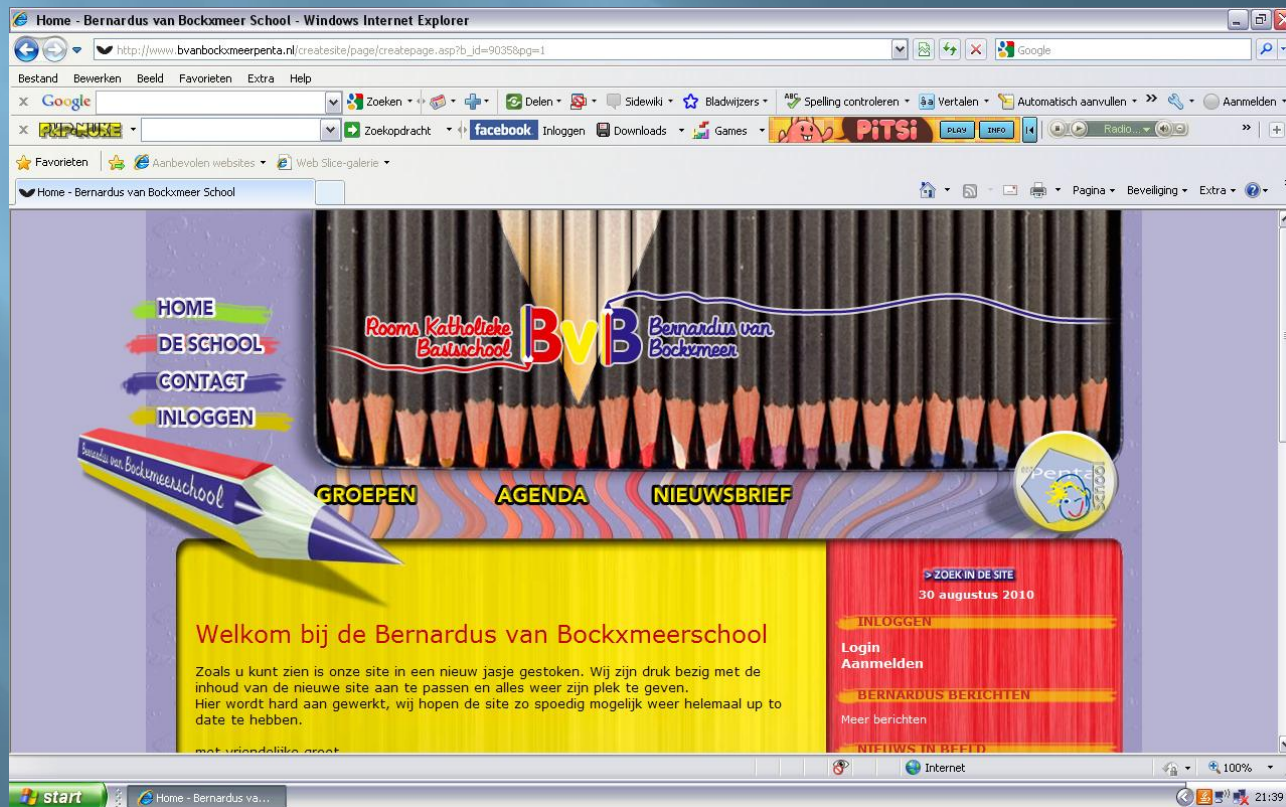 Home - Bernardus van Bockxmeer School - Windows Internet Explorer
http://www.bvanbockxmeerpenta.nl/createsite/page/createpage.asp?b_id=9035&pg=1
Google
Bestand Bewerken Beeld Favorieten Extra Help
x Google Zoeken Delen Sidewiki Bladwijzers Spelling controleren Vertalen Automatisch aanvullen Aanmelden
x PHP-NUKE Zoekopdracht facebook Inloggen Downloads Games PiTSi PLAY INFO Radio...
Favorieten Aanbevolen websites Web Slice-galerie
Home - Bernardus van Bockxmeer School Pagina Beveiliging Extra
HOME
DE SCHOOL
CONTACT
INLOGGEN
Rooms Katholieke
Basisschool
BvB
Bernardus van
Bockxmeer
Bernardus van Bockxmeerschool
GROEPEN AGENDA NIEUWSBRIEF
Penta
school
> ZOEK IN DE SITE
30 augustus 2010
INLOGGEN
Login
Aanmelden
BERNARDUS BERICHTEN
Meer berichten
NIEUWS IN BEELD
Welkom bij de Bernardus van Bockxmeerschool
Zoals u kunt zien is onze site in een nieuw jasje gestoken. Wij zijn druk bezig met de
inhoud van de nieuwe site aan te passen en alles weer zijn plek te geven.
Hier wordt hard aan gewerkt, wij hopen de site zo spoedig mogelijk weer helemaal up to
date te hebben.
met vriendelijke groet
Internet 100%
start Home - Bernardus va... 21:39